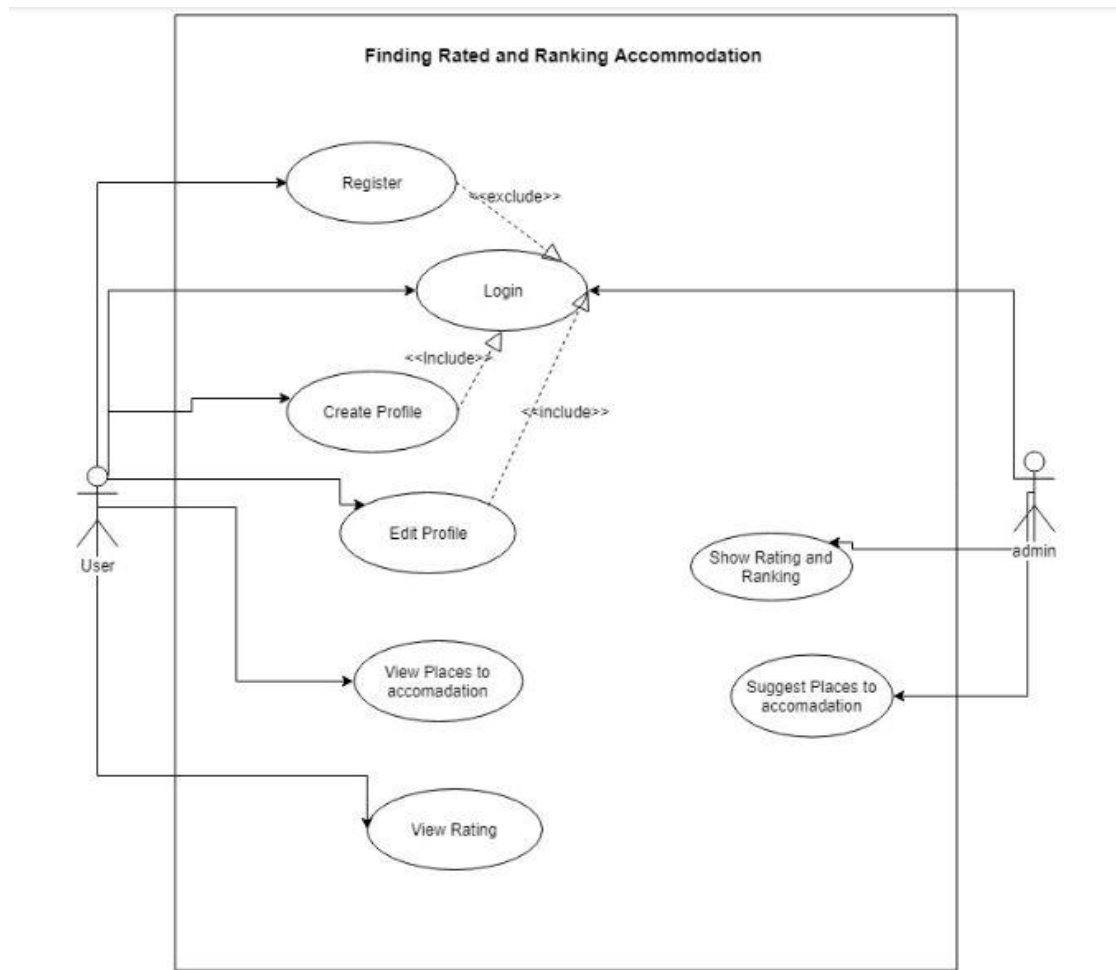 Finding Rated and Ranking Accommodation
Register
<<exclude>>
Login
<<Include>>
Create Profile
<<include>>
Edit Profile
User
admin
Show Rating and
Ranking
View Places to
accomadation
Suggest Places to
accomadation
View Rating